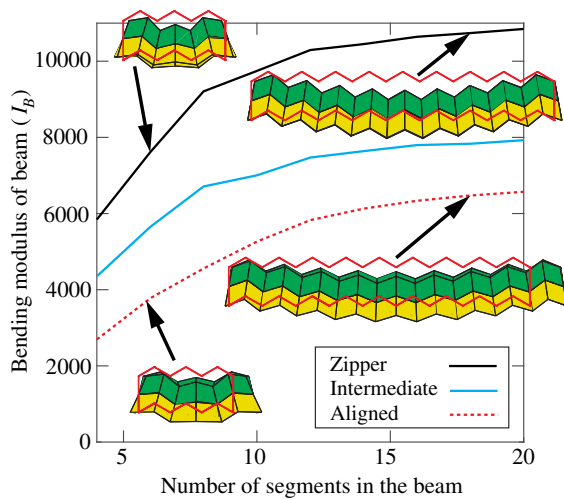 Bending modulus of beam (I_B)
10000
8000
6000
4000
2000
0
Zipper
Intermediate
Aligned
5
10
15
20
Number of segments in the beam